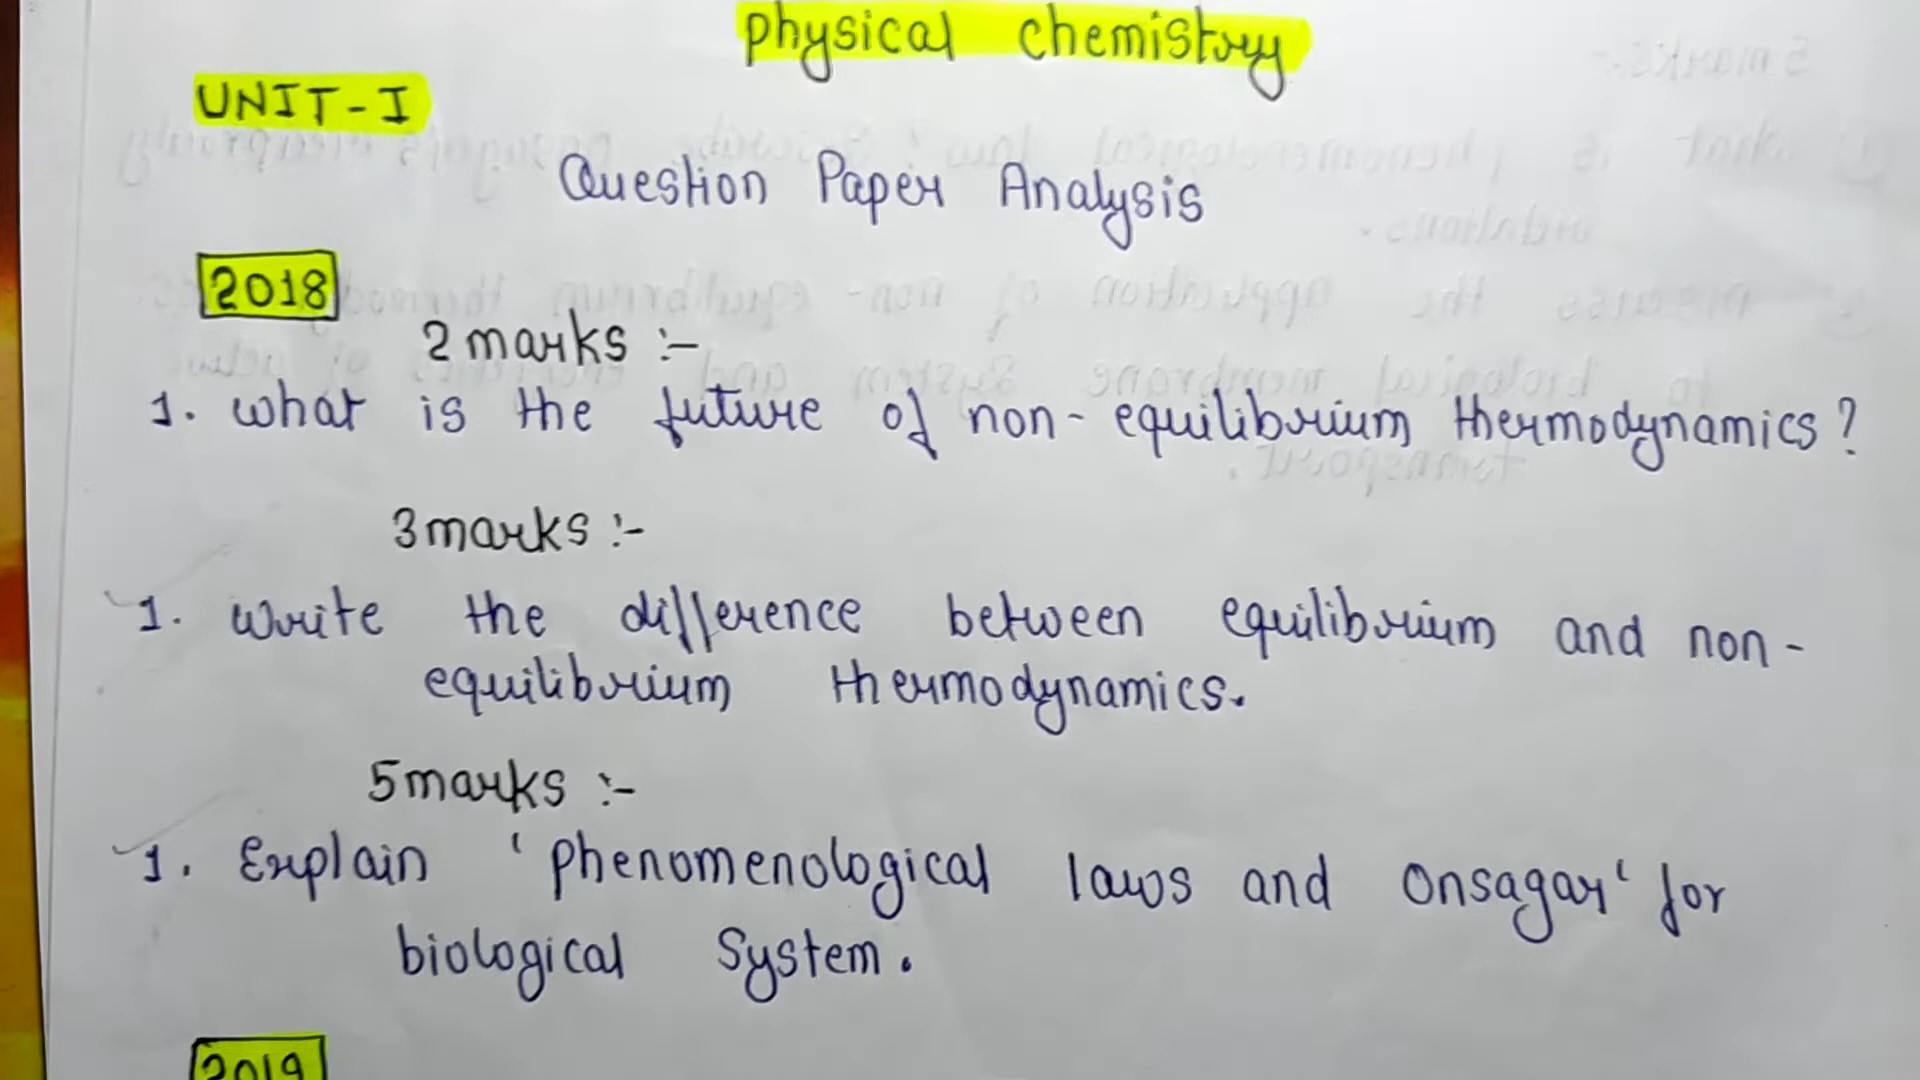 physical chemistry
UNIT-I
Question Paper Analysis
2018
2 marks :-
1. what is the future of non-equilibrium thermodynamics?
3 marks :-
1. Write the difference between equilibrium and non-
equilibrium thermodynamics.
5 marks :-
1. Explain 'phenomenological laws and onsagar' for
biological system.
2019